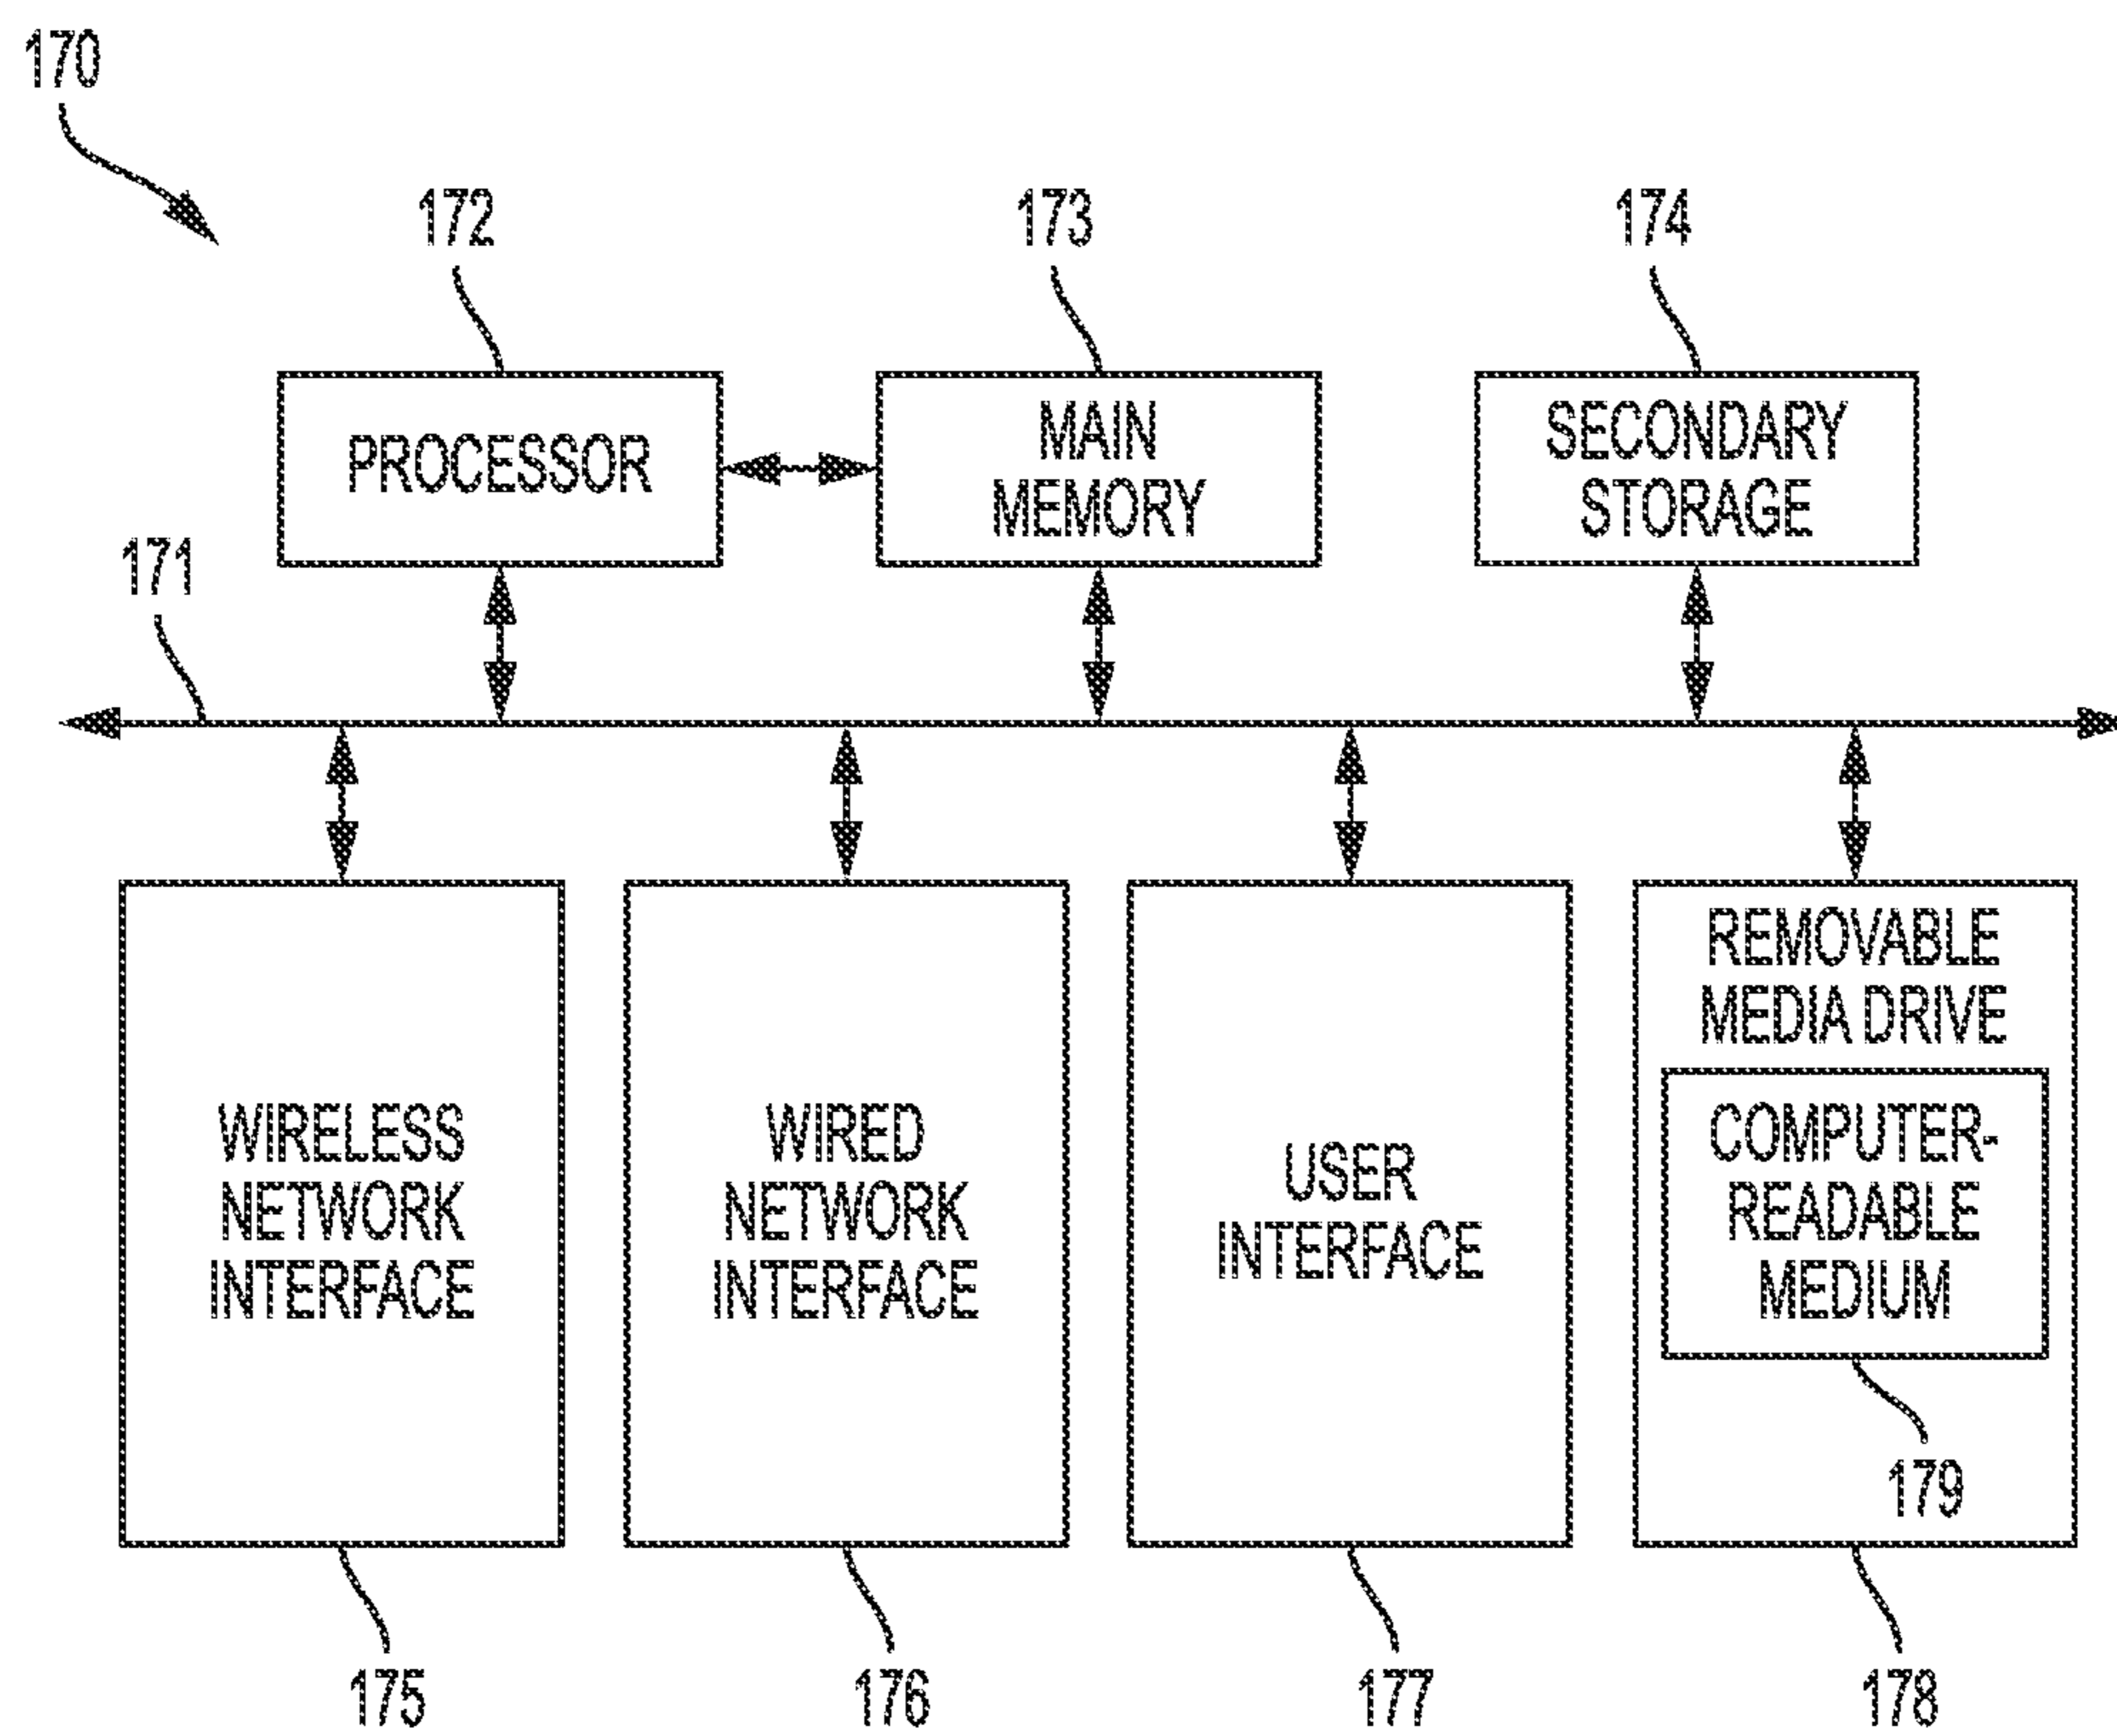 170
172
173
174
PROCESSOR
MAIN
MEMORY
SECONDARY
STORAGE
171
WIRELESS
NETWORK
INTERFACE
WIRED
NETWORK
INTERFACE
USER
INTERFACE
REMOVABLE
MEDIA DRIVE
COMPUTER-
READABLE
MEDIUM
179
175
176
177
178